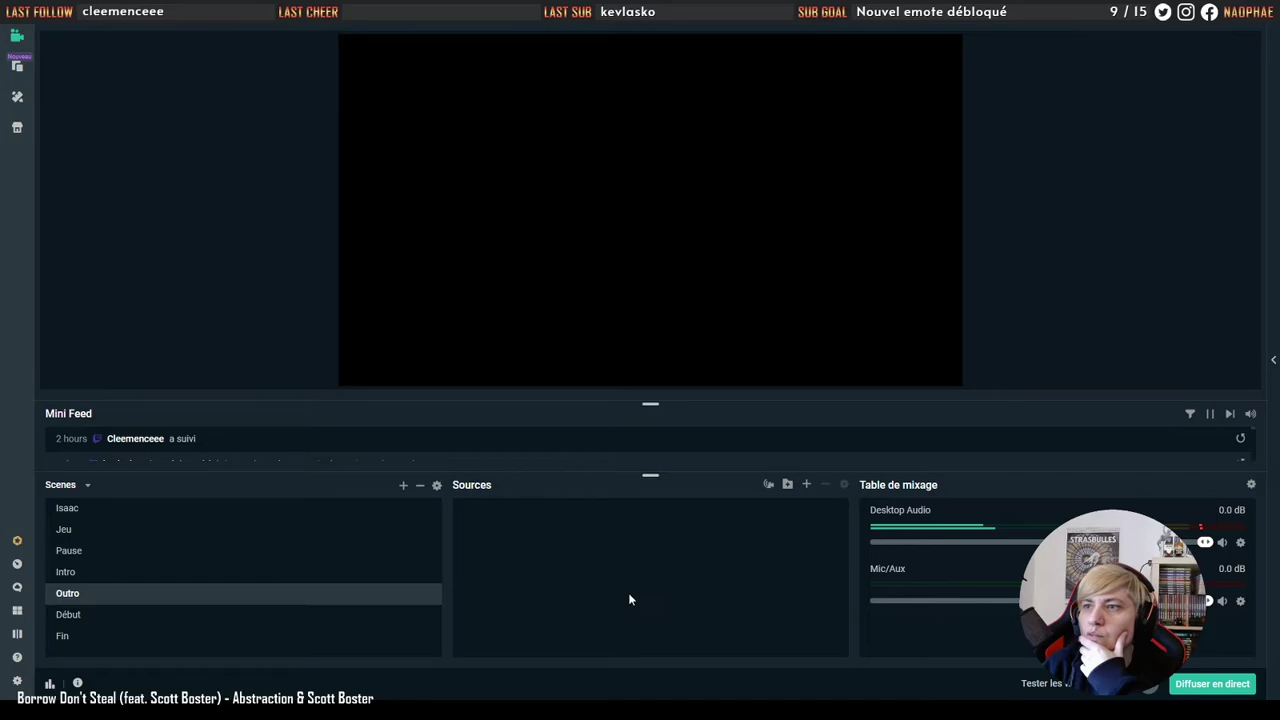 LAST FOLLOW cleemenceee LAST CHEER LAST SUB kevlasko SUB GOAL Nouvel emote débloqué 9 / 15 NAOPHAE
Nouveau
Mini Feed
2 hours Cleemenceee a suivi
Scenes
Isaac
Jeu
Pause
Intro
Outro
Début
Fin
Sources
Table de mixage
Desktop Audio 0.0 dB
Mic/Aux 0.0 dB
STRASBULLES
Tester les
Diffuser en direct
Borrow Don't Steal (feat. Scott Boster) - Abstraction & Scott Boster